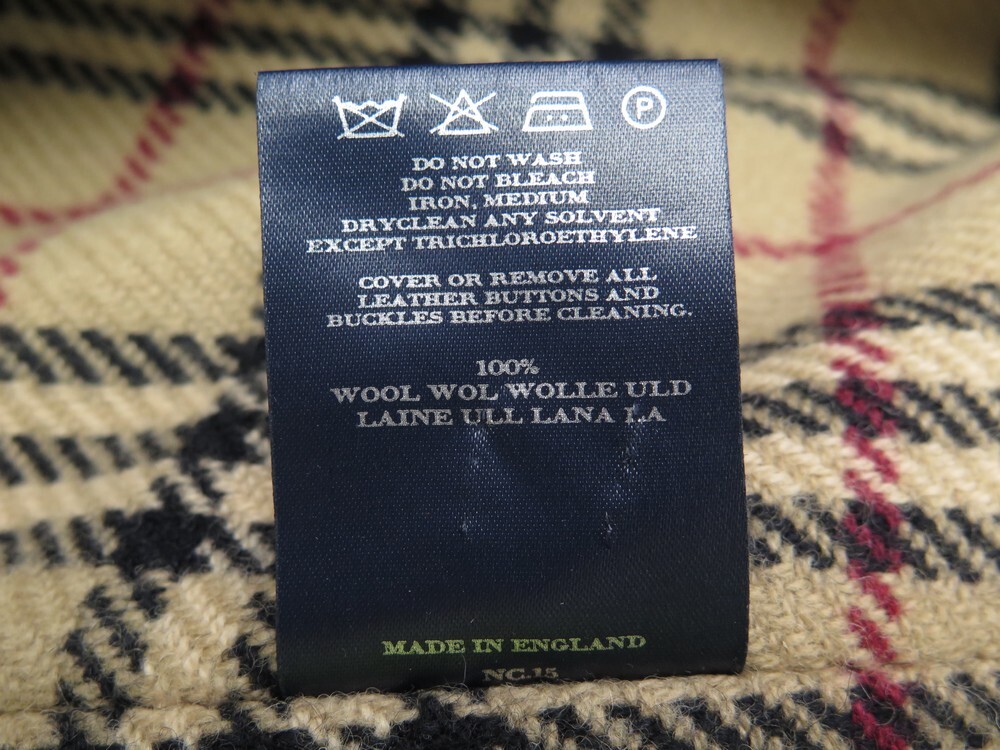 P
DO NOT WASH
DO NOT BLEACH
IRON, MEDIUM
DRYCLEAN ANY SOLVENT
EXCEPT TRICHLOROETHYLENE
COVER OR REMOVE ALL
LEATHER BUTTONS AND
BUCKLES BEFORE CLEANING.
100%
WOOL WOL WOLLE ULD
LAINE ULL LANA LA
MADE IN ENGLAND
NC.15